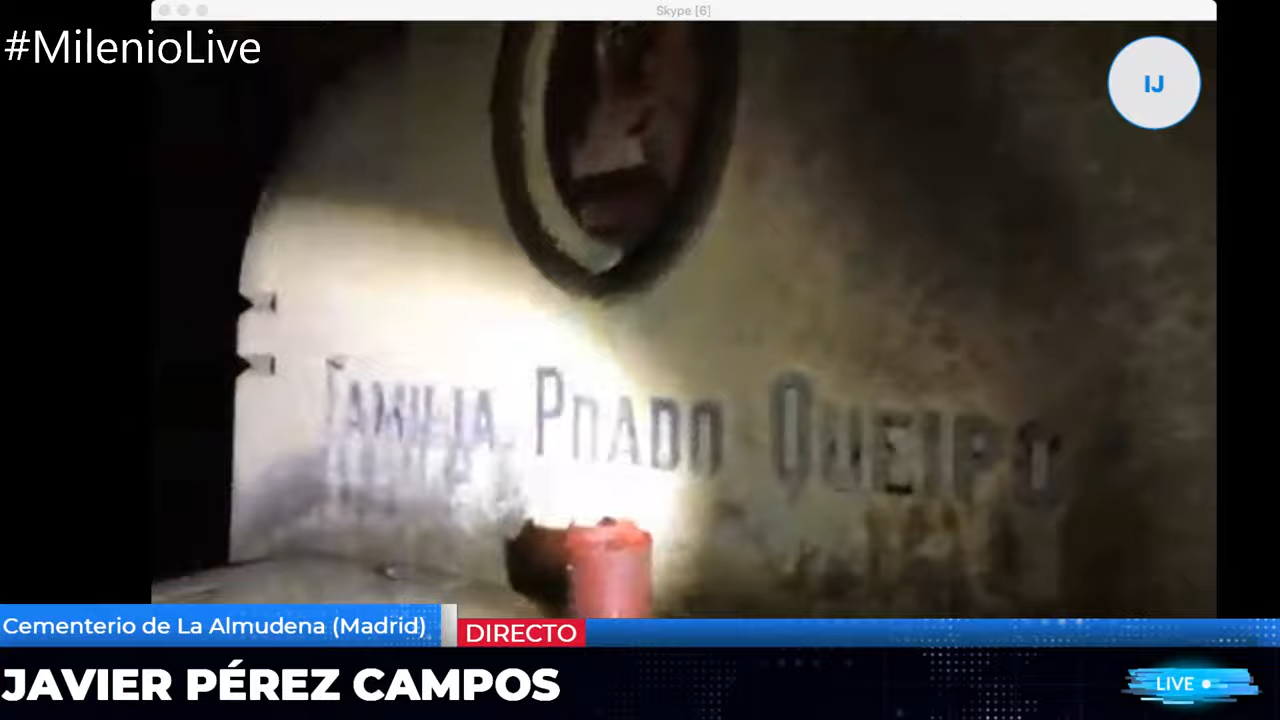 Skype [6]
#MilenioLive
IJ
FAMILIA PRADO QUEIPO
Cementerio de La Almudena (Madrid)
DIRECTO
JAVIER PÉREZ CAMPOS
LIVE